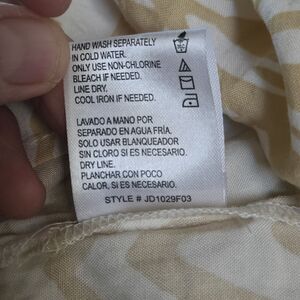 HAND WASH SEPARATELY
IN COLD WATER.
ONLY USE NON-CHLORINE
BLEACH IF NEEDED.
LINE DRY.
COOL IRON IF NEEDED.
LAVADO A MANO POR
SEPARADO EN AGUA FRÍA.
SOLO USAR BLANQUEADOR
SIN CLORO SI ES NECESARIO.
DRY LINE.
PLANCHAR CON POCO
CALOR, SI ES NECESARIO.
STYLE # JD1029F03